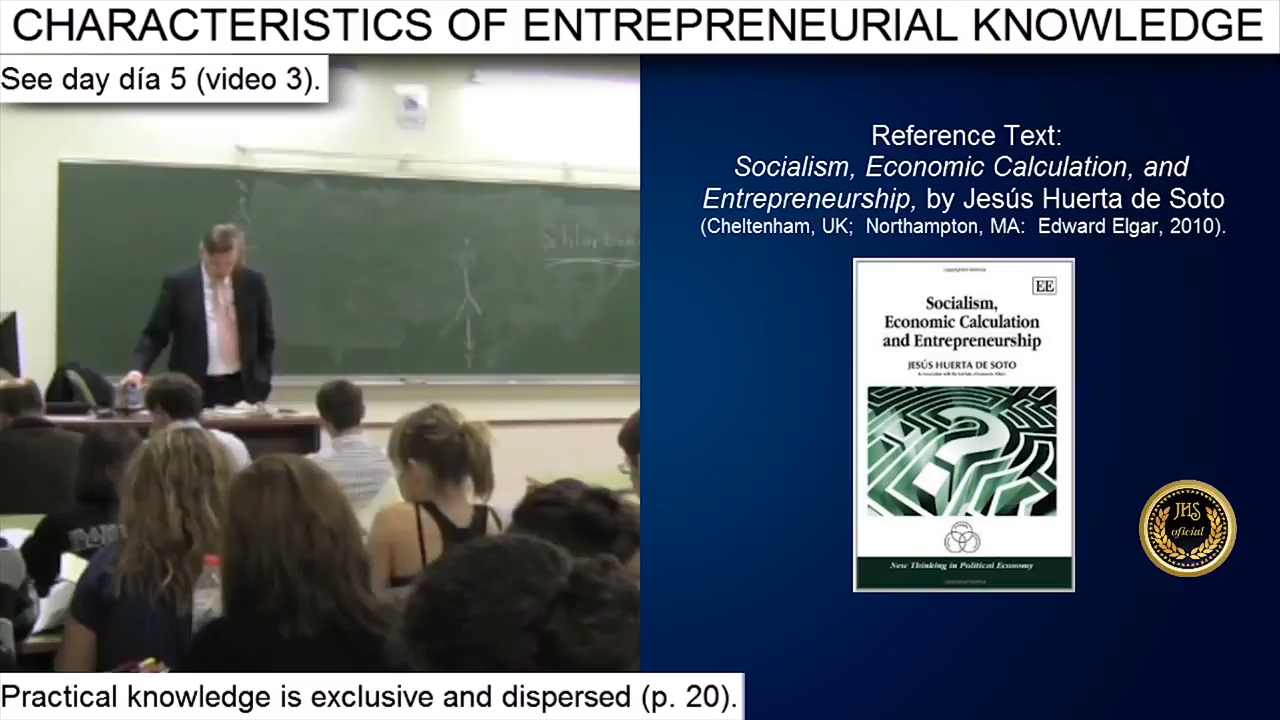 CHARACTERISTICS OF ENTREPRENEURIAL KNOWLEDGE
See day día 5 (video 3).
Reference Text:
Socialism, Economic Calculation, and
Entrepreneurship, by Jesús Huerta de Soto
(Cheltenham, UK; Northampton, MA: Edward Elgar, 2010).
EE
Socialism,
Economic Calculation
and Entrepreneurship
JESÚS HUERTA DE SOTO
New Thinking in Political Economy
JHS
oficial
Practical knowledge is exclusive and dispersed (p. 20).